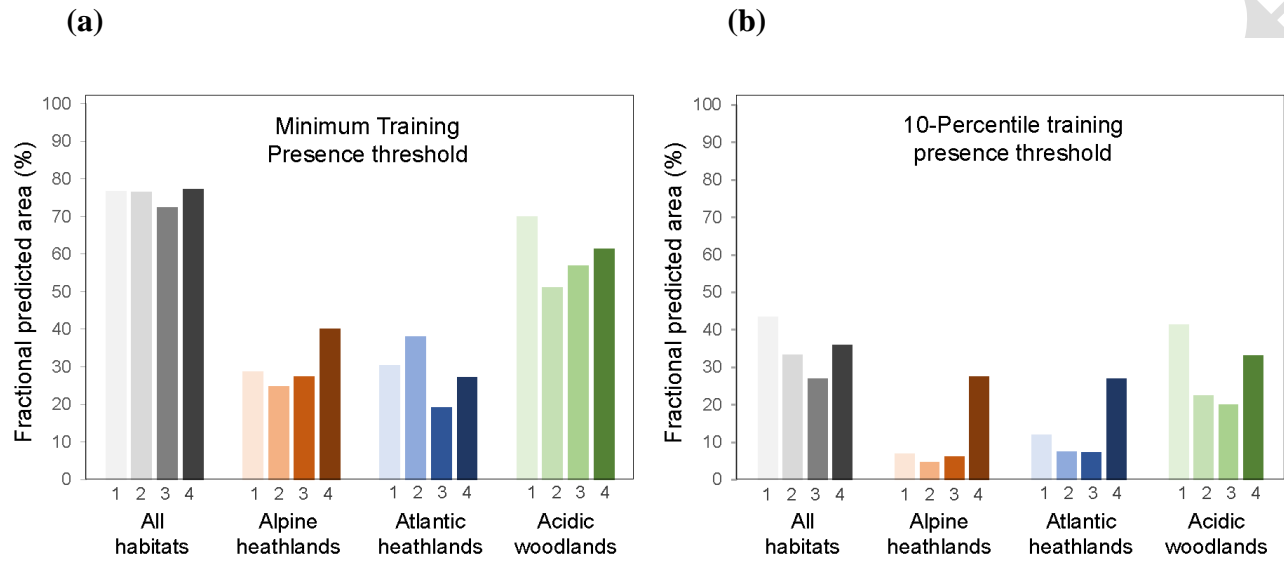 (a)
Minimum Training
Presence threshold
Fractional predicted area (%)
100
90
80
70
60
50
40
30
20
10
0
1 2 3 4 1 2 3 4 1 2 3 4 1 2 3 4
All habitats
Alpine heathlands
Atlantic heathlands
Acidic woodlands
(b)
10-Percentile training
presence threshold
Fractional predicted area (%)
100
90
80
70
60
50
40
30
20
10
0
1 2 3 4 1 2 3 4 1 2 3 4 1 2 3 4
All habitats
Alpine heathlands
Atlantic heathlands
Acidic woodlands